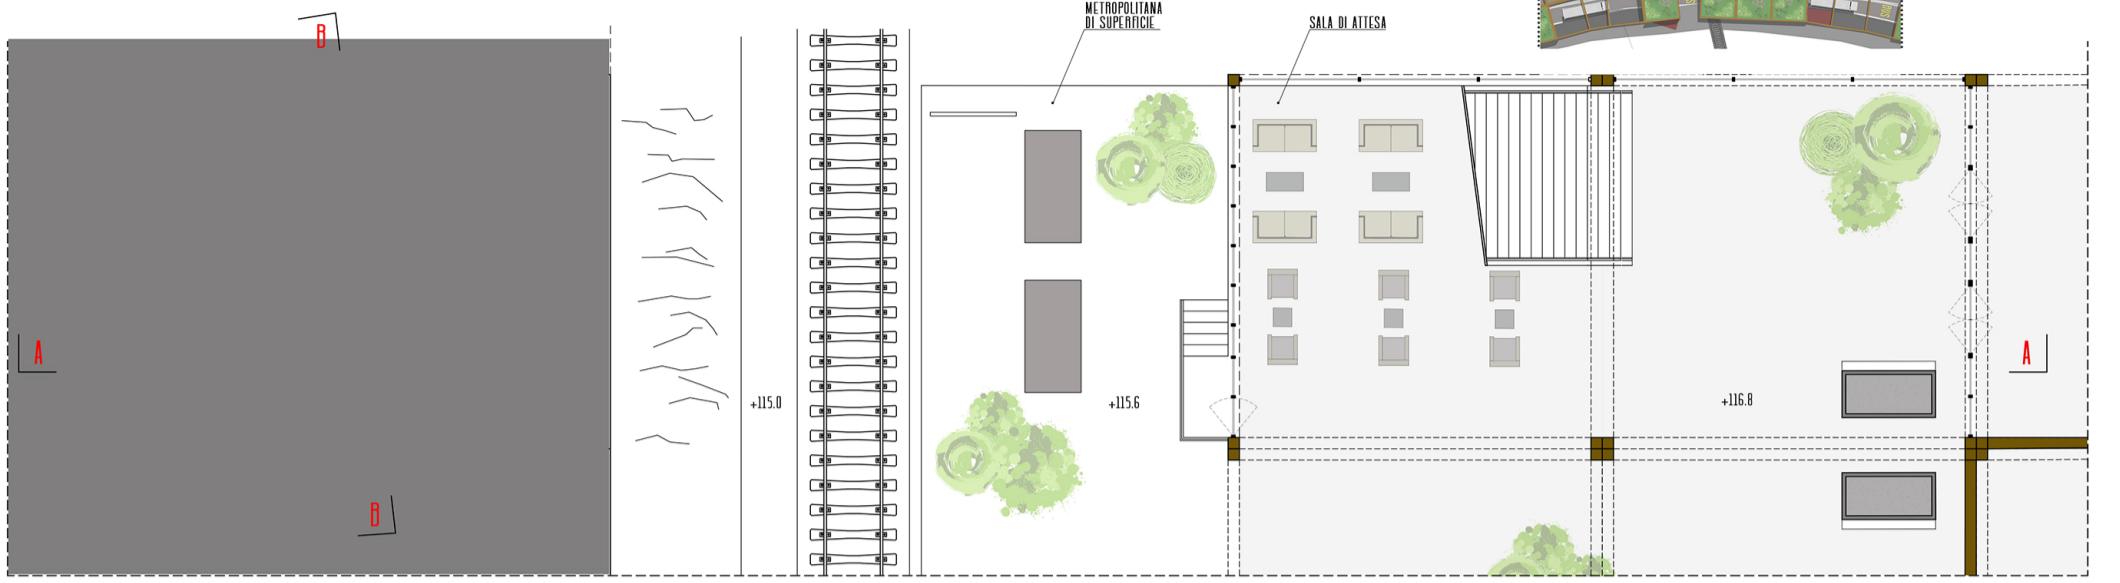 METROPOLITANA
DI SUPERFICIE
SALA DI ATTESA
B
A
A
+115.0
+115.6
+116.8
B